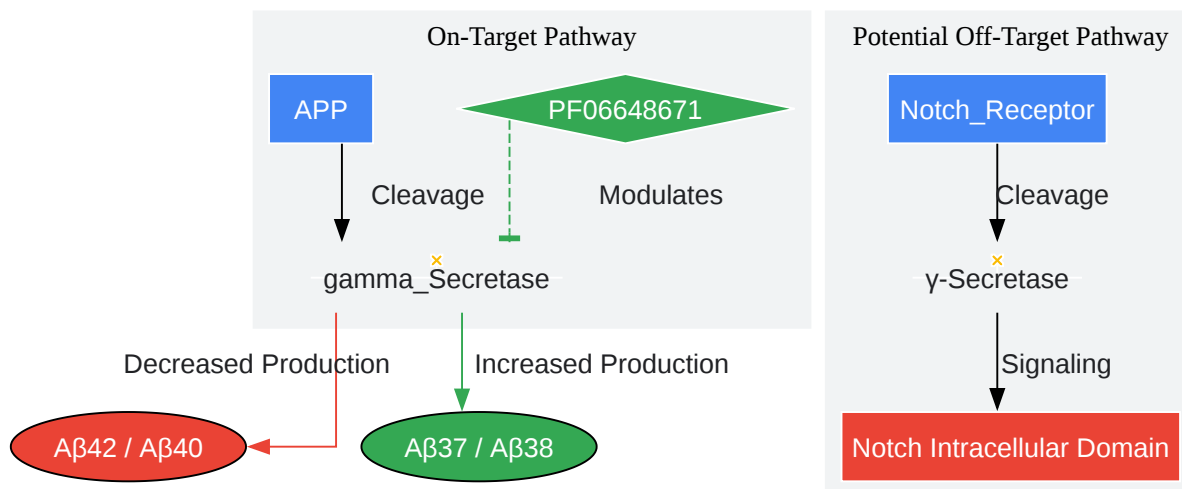 On-Target Pathway
Potential Off-Target Pathway
APP
PF06648671
Notch_Receptor
Cleavage
Modulates
Cleavage
gamma_Secretase
γ-Secretase
Decreased Production
Increased Production
Signaling
Aβ42 / Aβ40
Aβ37 / Aβ38
Notch Intracellular Domain